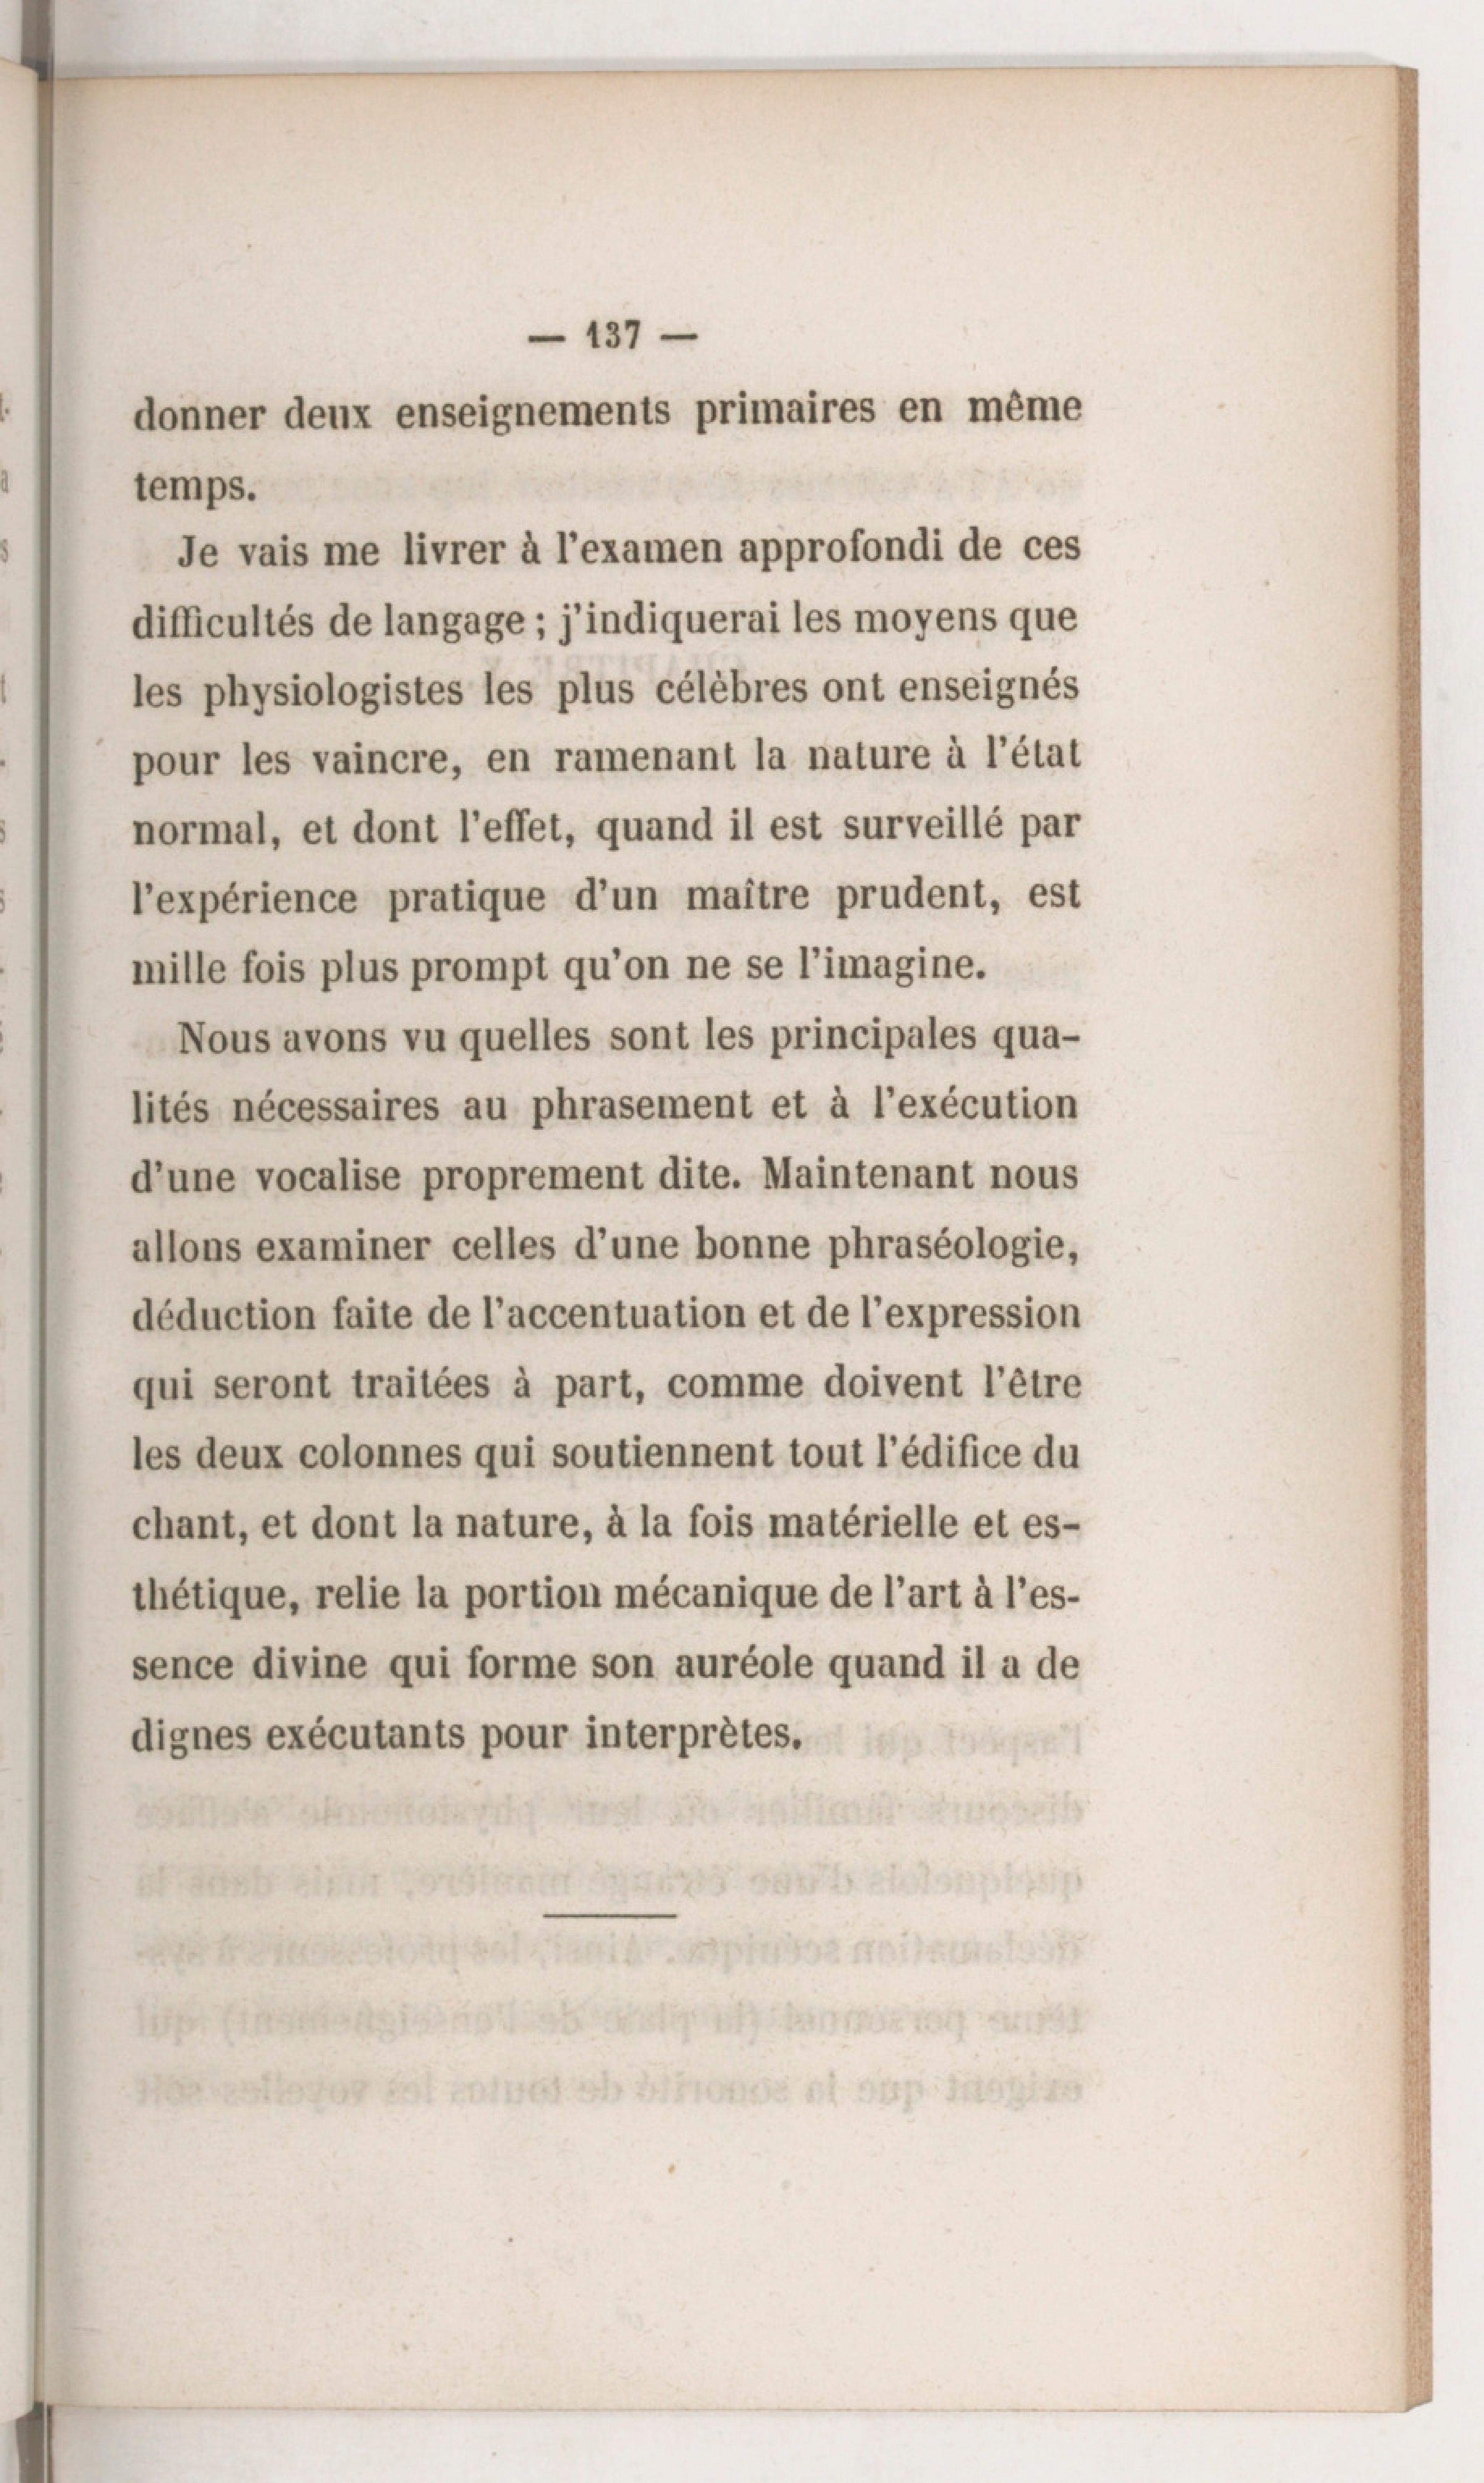 — 137 —
donner deux enseignements primaires en même
temps.
Je vais me livrer à l'examen approfondi de ces
difficultés de langage ; j'indiquerai les moyens que
les physiologistes les plus célèbres ont enseignés
pour les vaincre, en ramenant la nature à l'état
normal, et dont l'effet, quand il est surveillé par
l'expérience pratique d'un maître prudent, est
mille fois plus prompt qu'on ne se l'imagine.
Nous avons vu quelles sont les principales qua-
lités nécessaires au phrasement et à l'exécution
d'une vocalise proprement dite. Maintenant nous
allons examiner celles d'une bonne phraséologie,
déduction faite de l'accentuation et de l'expression
qui seront traitées à part, comme doivent l'être
les deux colonnes qui soutiennent tout l'édifice du
chant, et dont la nature, à la fois matérielle et es-
thétique, relie la portion mécanique de l'art à l'es-
sence divine qui forme son auréole quand il a de
dignes exécutants pour interprètes.